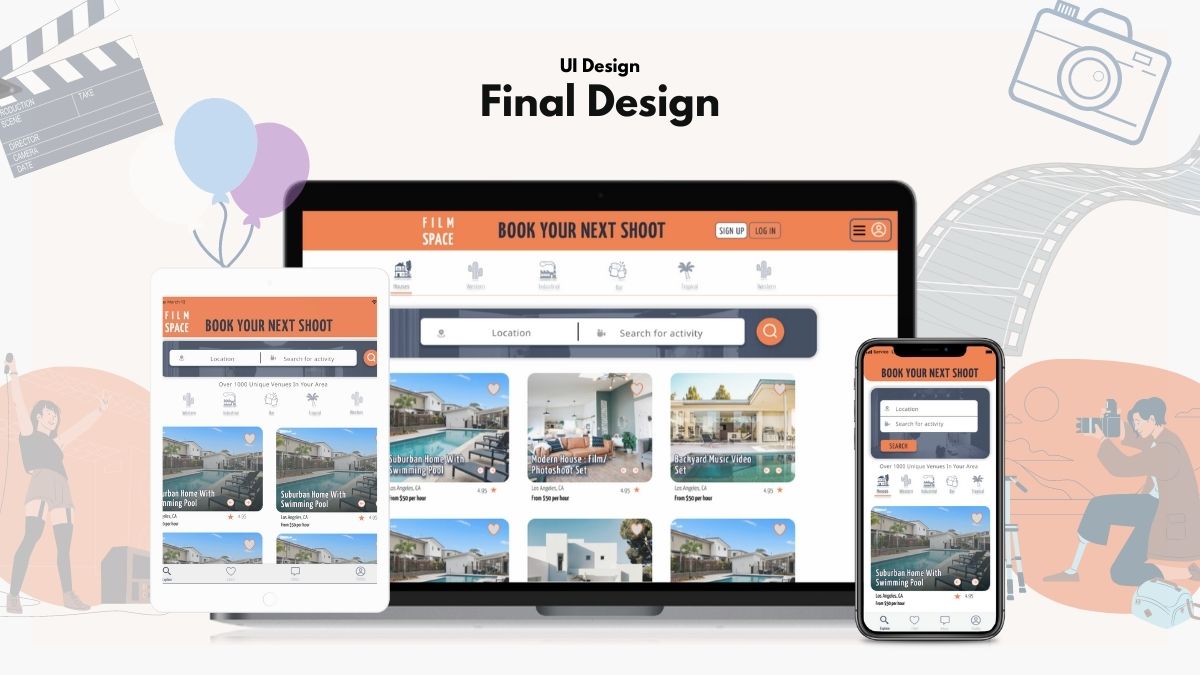 UI Design
Final Design
PRODUCTION
SCENE
TAKE
DIRECTOR
CAMERA
DATE
FILM
SPACE
BOOK YOUR NEXT SHOOT
SIGN UP
LOG IN
Houses
Western
Industrial
Bar
Tropical
Western
Location
Search for activity
Suburban Home With
Swimming Pool
Los Angeles, CA
4.95
From $50 per hour
Modern House : Film/
Photoshoot Set
Los Angeles, CA
4.95
From $50 per hour
Backyard Music Video
Set
Los Angeles, CA
4.95
From $50 per hour
FILM
SPACE
BOOK YOUR NEXT SHOOT
Location
Search for activity
Over 1000 Unique Venues In Your Area
Western
Industrial
Bar
Tropical
Western
urban Home With
mming Pool
geles, CA
4.95
per hour
Suburban Home With
Swimming Pool
Los Angeles, CA
4.95
From $50 per hour
Explore
BOOK YOUR NEXT SHOOT
Location
Search for activity
SEARCH
Over 1000 Unique Venues In Your Area
Houses
Western
Industrial
Bar
Tropical
Suburban Home With
Swimming Pool
Los Angeles, CA
4.95
From $50 per hour
Explore